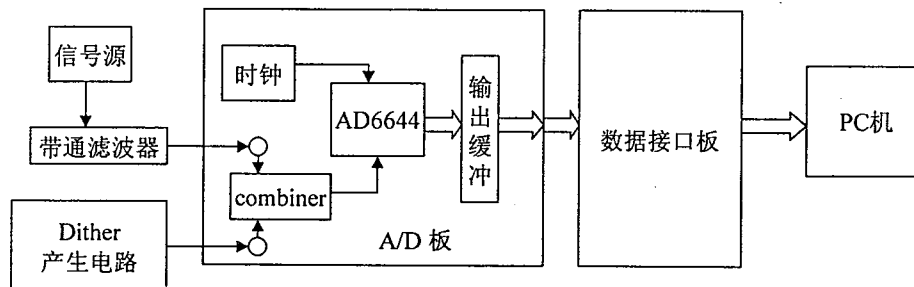 信号源
时钟
AD6644
输出缓冲
带通滤波器
combiner
Dither
产生电路
A/D 板
数据接口板
PC机